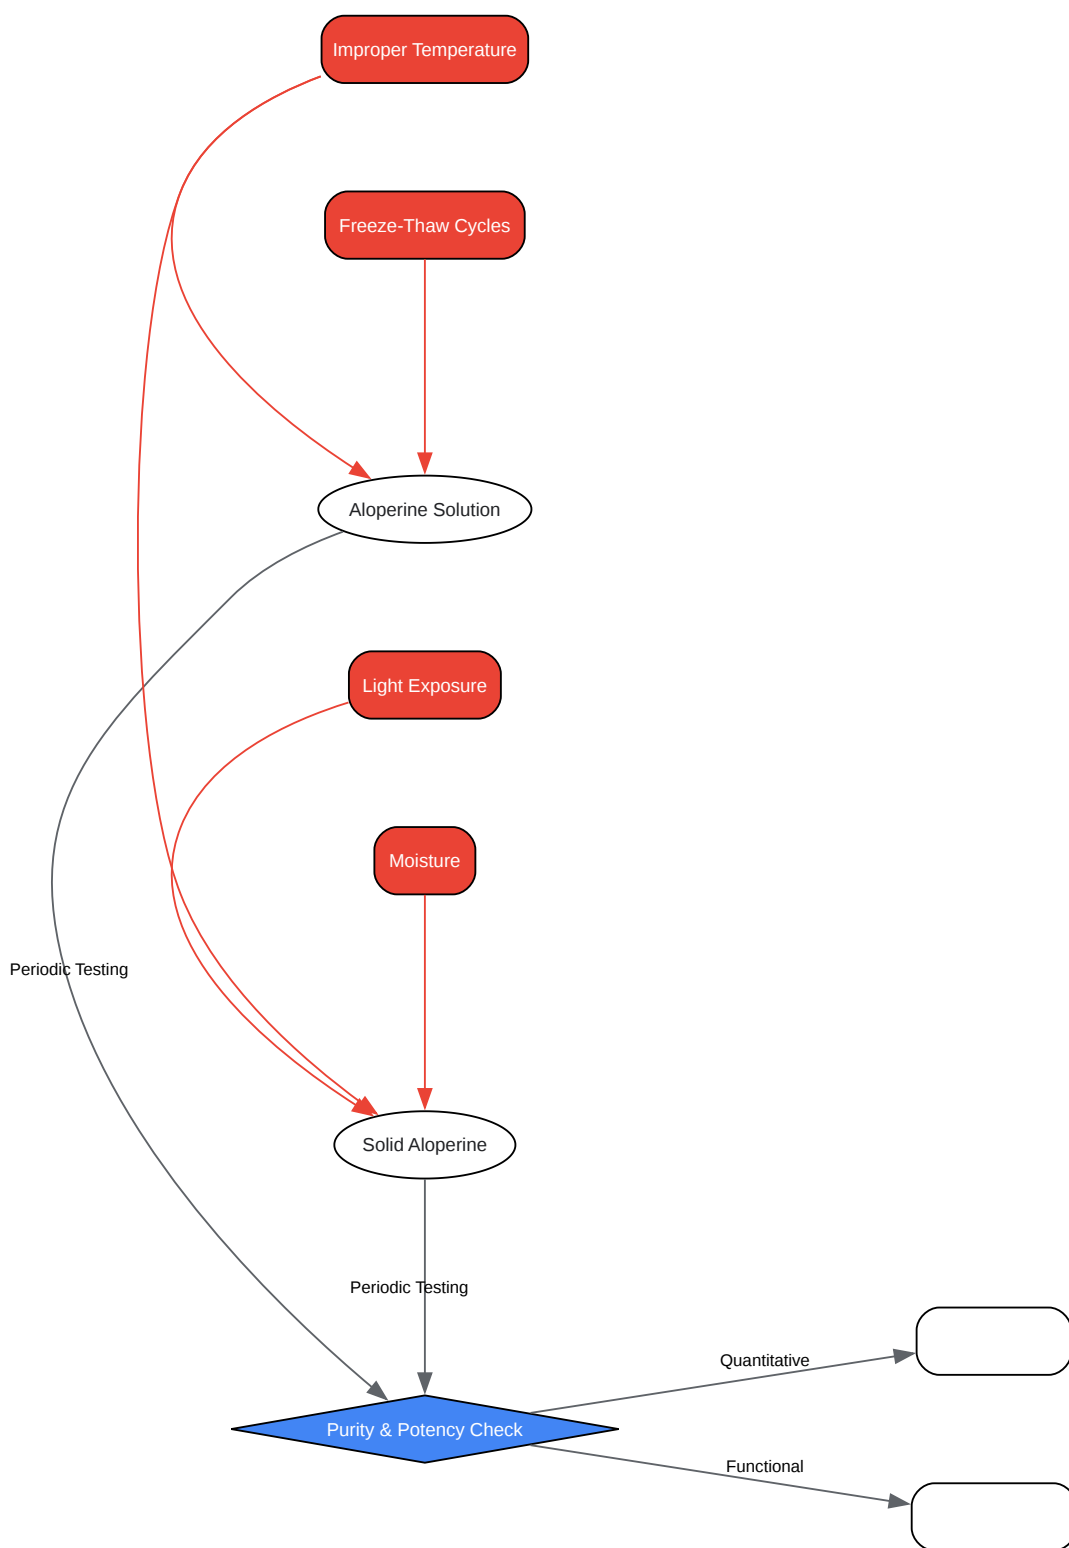 Improper Temperature
Freeze-Thaw Cycles
Aloperine Solution
Light Exposure
Moisture
Periodic Testing
Solid Aloperine
Periodic Testing
Quantitative
Purity & Potency Check
Functional